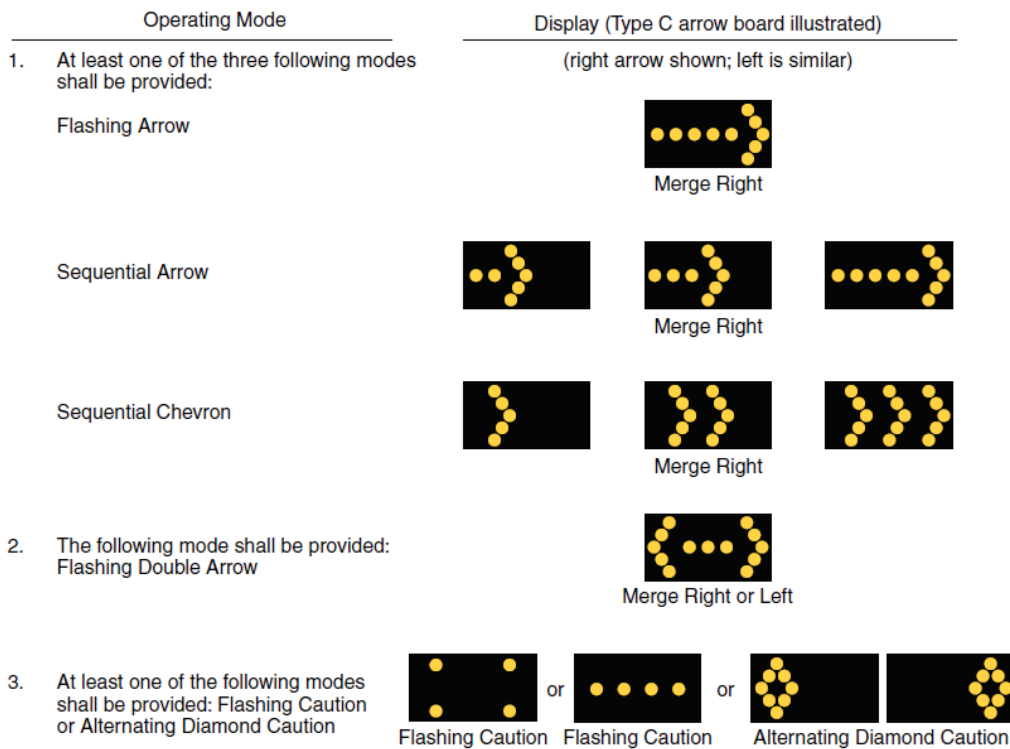 Operating Mode
Display (Type C arrow board illustrated)
1. At least one of the three following modes
shall be provided:
(right arrow shown; left is similar)
Flashing Arrow
Merge Right
Sequential Arrow
Merge Right
Sequential Chevron
Merge Right
2. The following mode shall be provided:
Flashing Double Arrow
Merge Right or Left
3. At least one of the following modes
shall be provided: Flashing Caution
or Alternating Diamond Caution
or
or
Flashing Caution
Flashing Caution
Alternating Diamond Caution